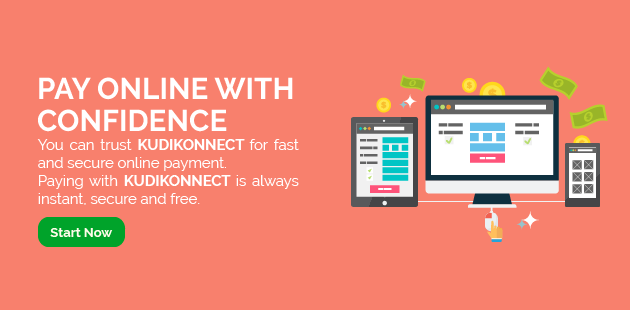 PAY ONLINE WITH
CONFIDENCE
You can trust KUDIKONNECT for fast
and secure online payment.
Paying with KUDIKONNECT is always
instant, secure and free.
Start Now